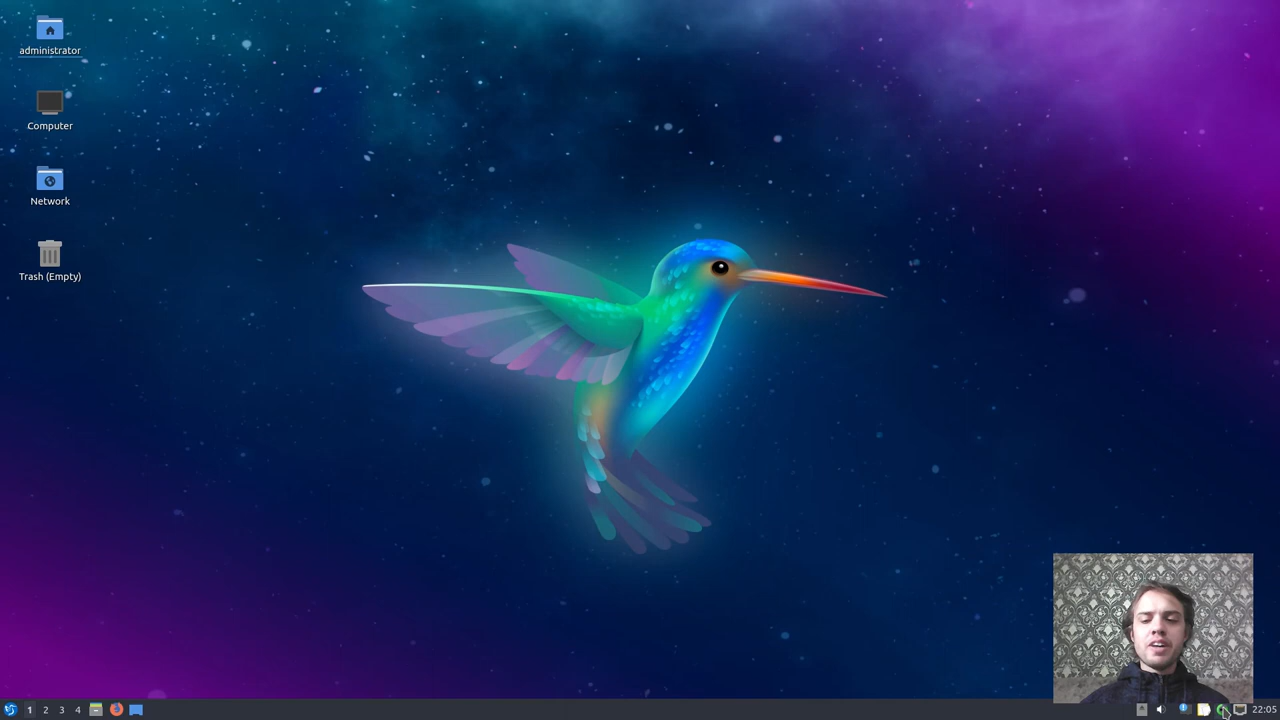 administrator
Computer
Network
Trash (Empty)
1 2 3 4
22:05